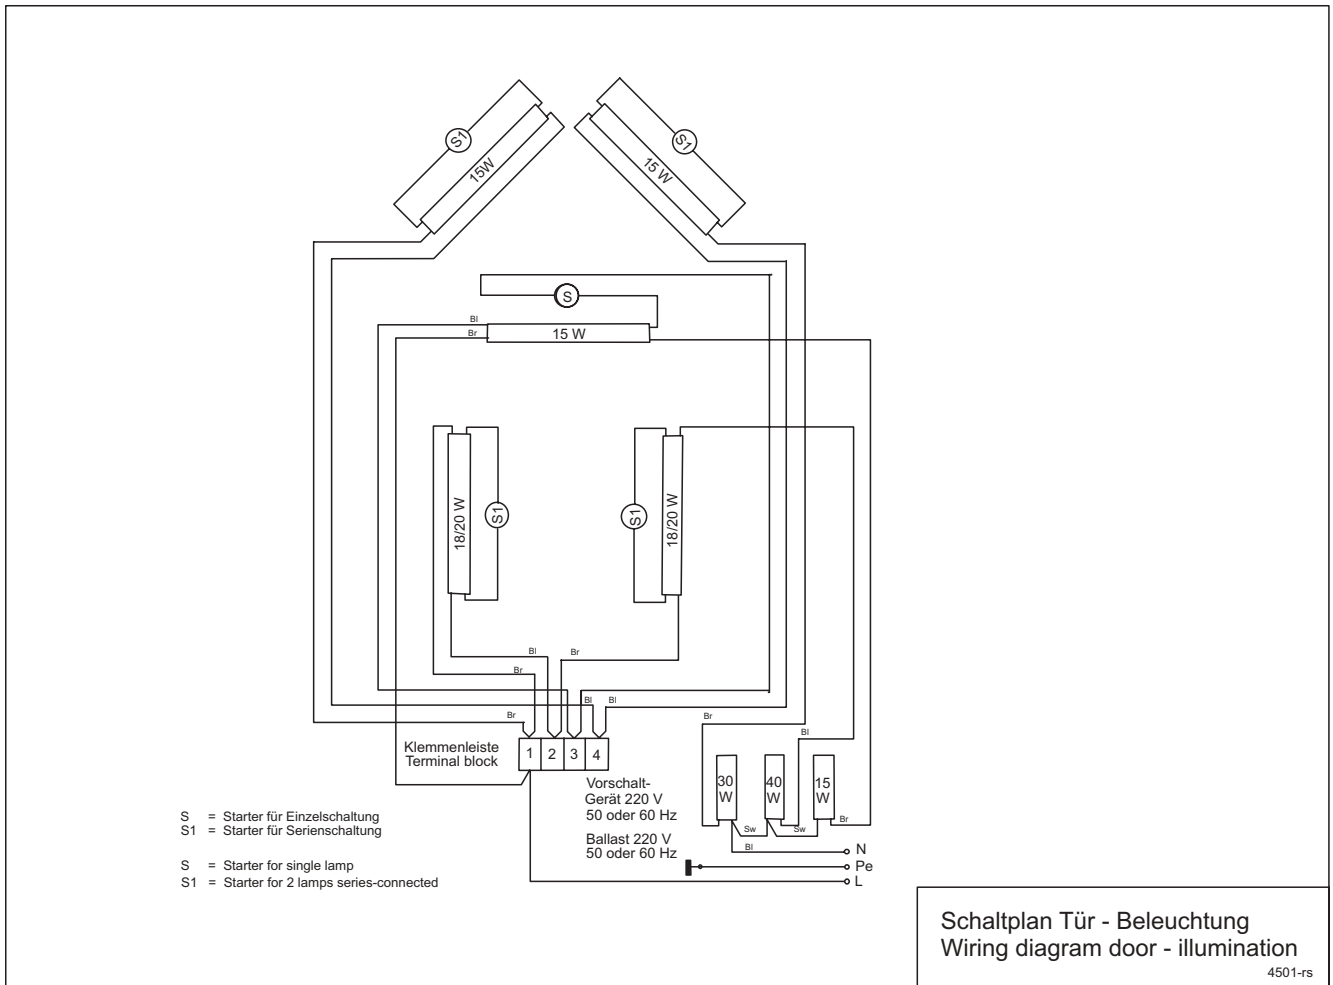 S1
15W
S1
15 W
S
Bl
Br
15 W
18/20 W
S1
S1
18/20 W
Bl
Br
Br
Bl
Bl
Br
Br
Bl
Klemmenleiste
Terminal block
1
2
3
4
30
W
40
W
15
W
Vorschalt-
Gerät 220 V
50 oder 60 Hz
Ballast 220 V
50 oder 60 Hz
Sw
Sw
Br
Bl
N
Pe
L
S = Starter für Einzelschaltung
S1 = Starter für Serienschaltung
S = Starter for single lamp
S1 = Starter for 2 lamps series-connected
Schaltplan Tür - Beleuchtung
Wiring diagram door - illumination
4501-rs